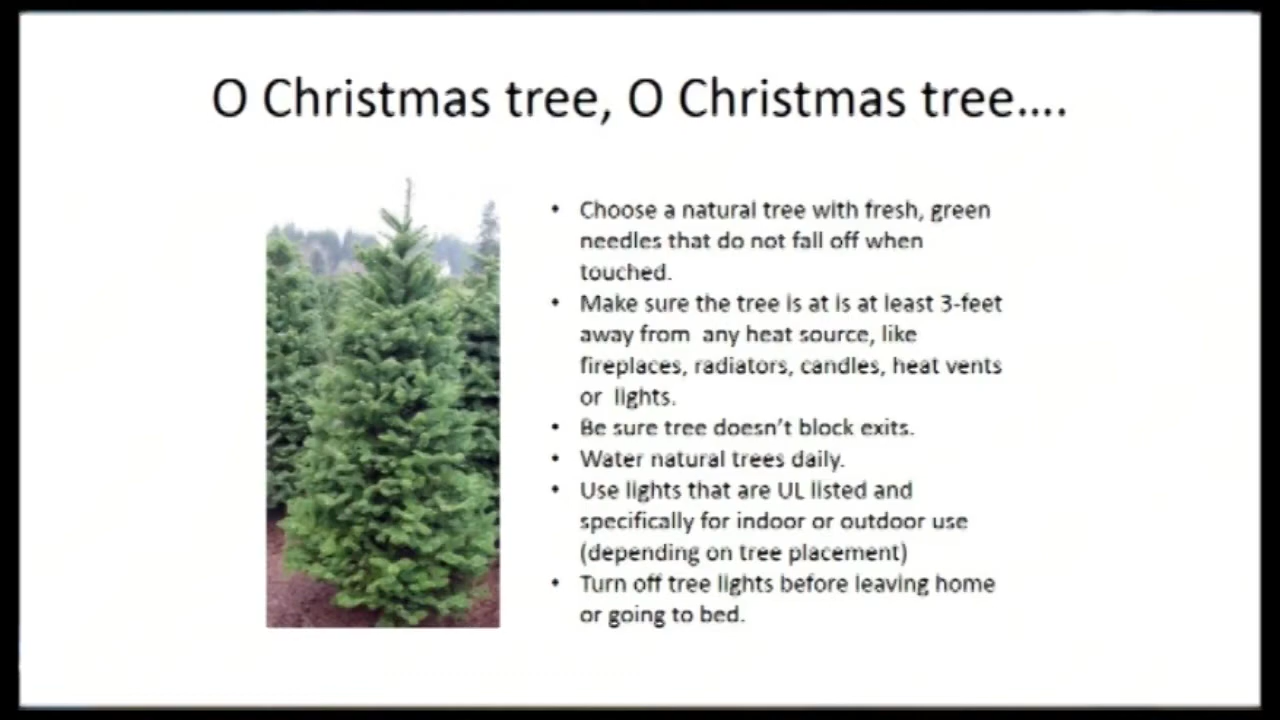 O Christmas tree, O Christmas tree....
• Choose a natural tree with fresh, green
needles that do not fall off when
touched.
• Make sure the tree is at is at least 3-feet
away from any heat source, like
fireplaces, radiators, candles, heat vents
or lights.
• Be sure tree doesn't block exits.
• Water natural trees daily.
• Use lights that are UL listed and
specifically for indoor or outdoor use
(depending on tree placement)
• Turn off tree lights before leaving home
or going to bed.